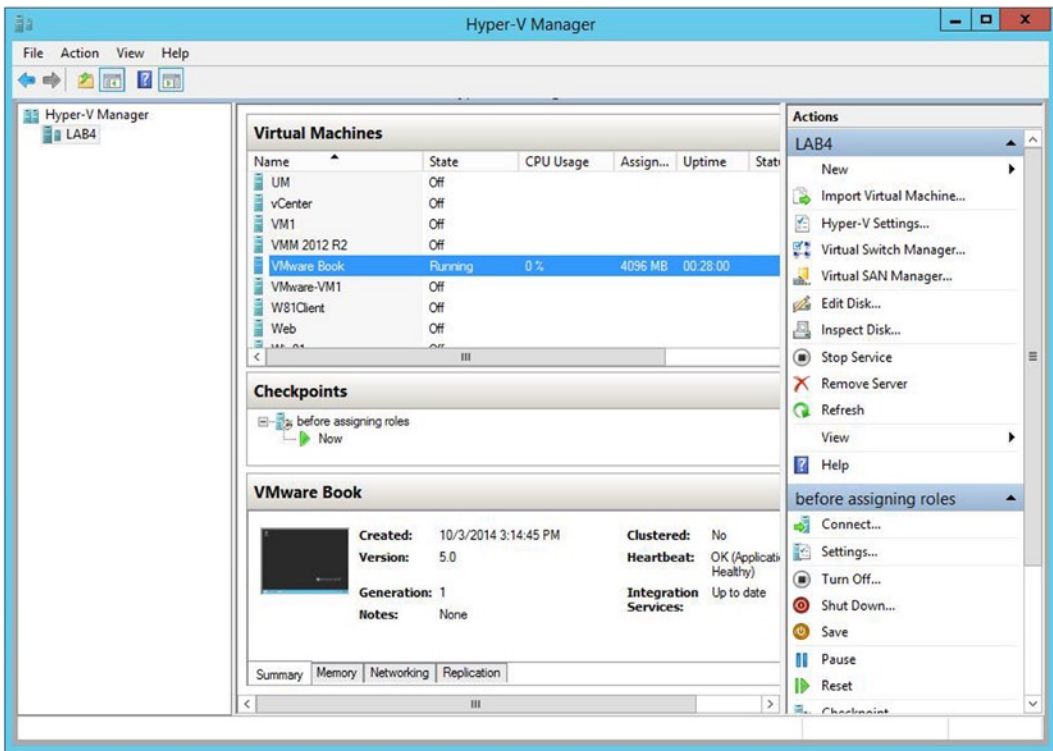 Hyper-V Manager
File Action View Help
Hyper-V Manager
LAB4
Virtual Machines
Name State CPU Usage Assign... Uptime Statu
UM Off
vCenter Off
VM1 Off
VMM 2012 R2 Off
VMware Book Running 0 % 4096 MB 00:28:00
VMware-VM1 Off
W81Client Off
Web Off
Checkpoints
before assigning roles
Now
VMware Book
Created: 10/3/2014 3:14:45 PM Clustered: No
Version: 5.0 Heartbeat: OK (Applicati
Healthy)
Generation: 1 Integration Up to date
Services:
Notes: None
Summary Memory Networking Replication
Actions
LAB4
New
Import Virtual Machine...
Hyper-V Settings...
Virtual Switch Manager...
Virtual SAN Manager...
Edit Disk...
Inspect Disk...
Stop Service
Remove Server
Refresh
View
Help
before assigning roles
Connect...
Settings...
Turn Off...
Shut Down...
Save
Pause
Reset
Checkpoint